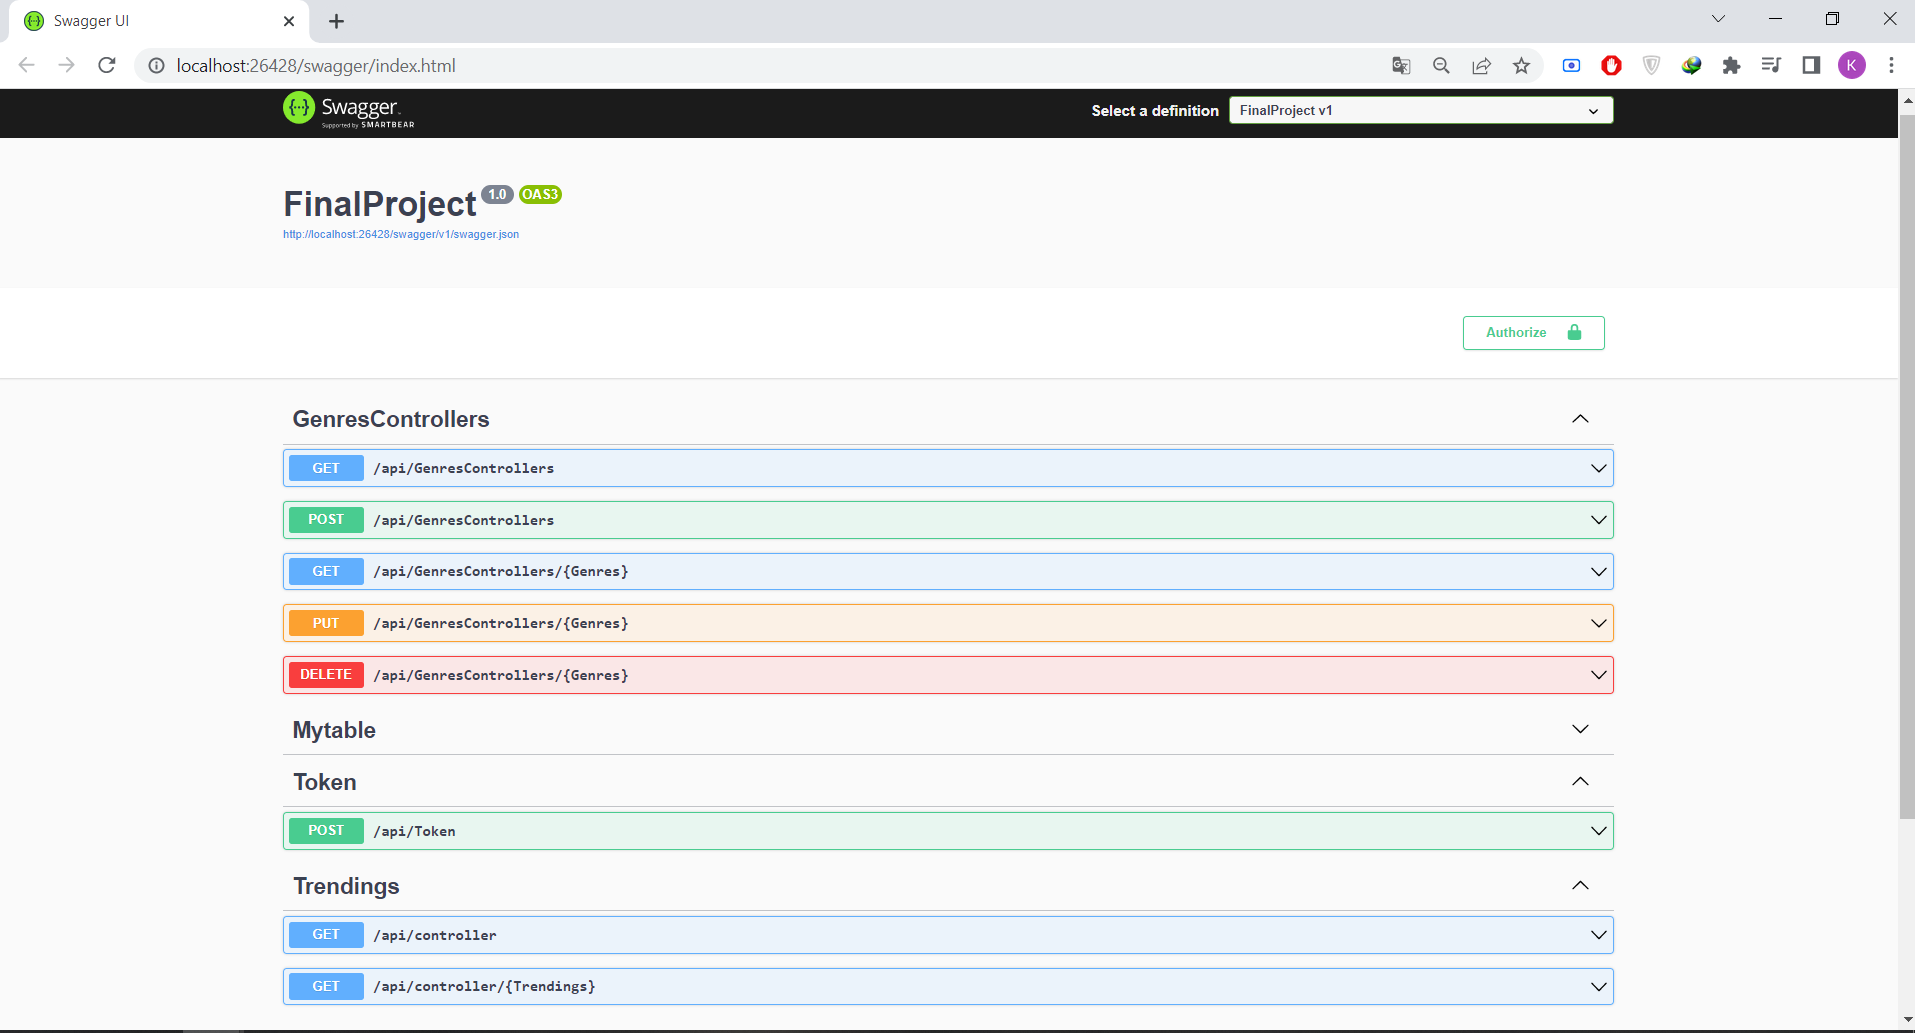 Swagger UI
localhost:26428/swagger/index.html
K
{...} Swagger
Supported by SMARTBEAR
Select a definition
FinalProject v1
FinalProject 1.0 OAS3
http://localhost:26428/swagger/v1/swagger.json
Authorize
GenresControllers
GET /api/GenresControllers
POST /api/GenresControllers
GET /api/GenresControllers/{Genres}
PUT /api/GenresControllers/{Genres}
DELETE /api/GenresControllers/{Genres}
Mytable
Token
POST /api/Token
Trendings
GET /api/controller
GET /api/controller/{Trendings}